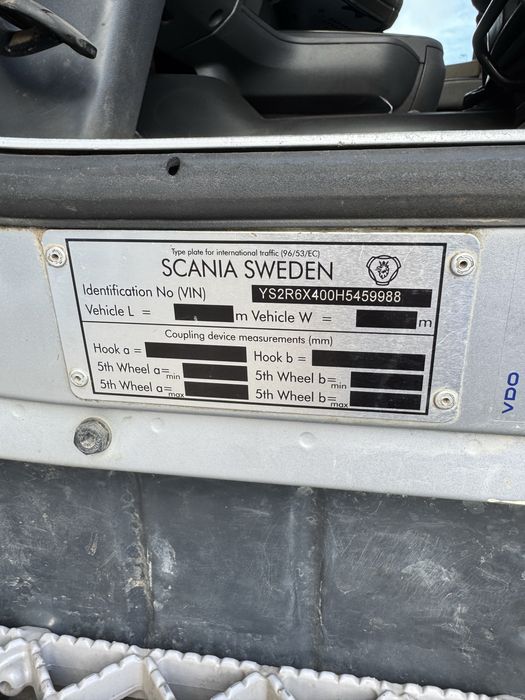 Type plate for international traffic (96/53/EC)
SCANIA SWEDEN
Identification No (VIN) YS2R6X400H5459988
Vehicle L = m Vehicle W = m
Coupling device measurements (mm)
Hook a = Hook b =
5th Wheel a=min 5th Wheel b=min
5th Wheel a=max 5th Wheel b=max
VDO